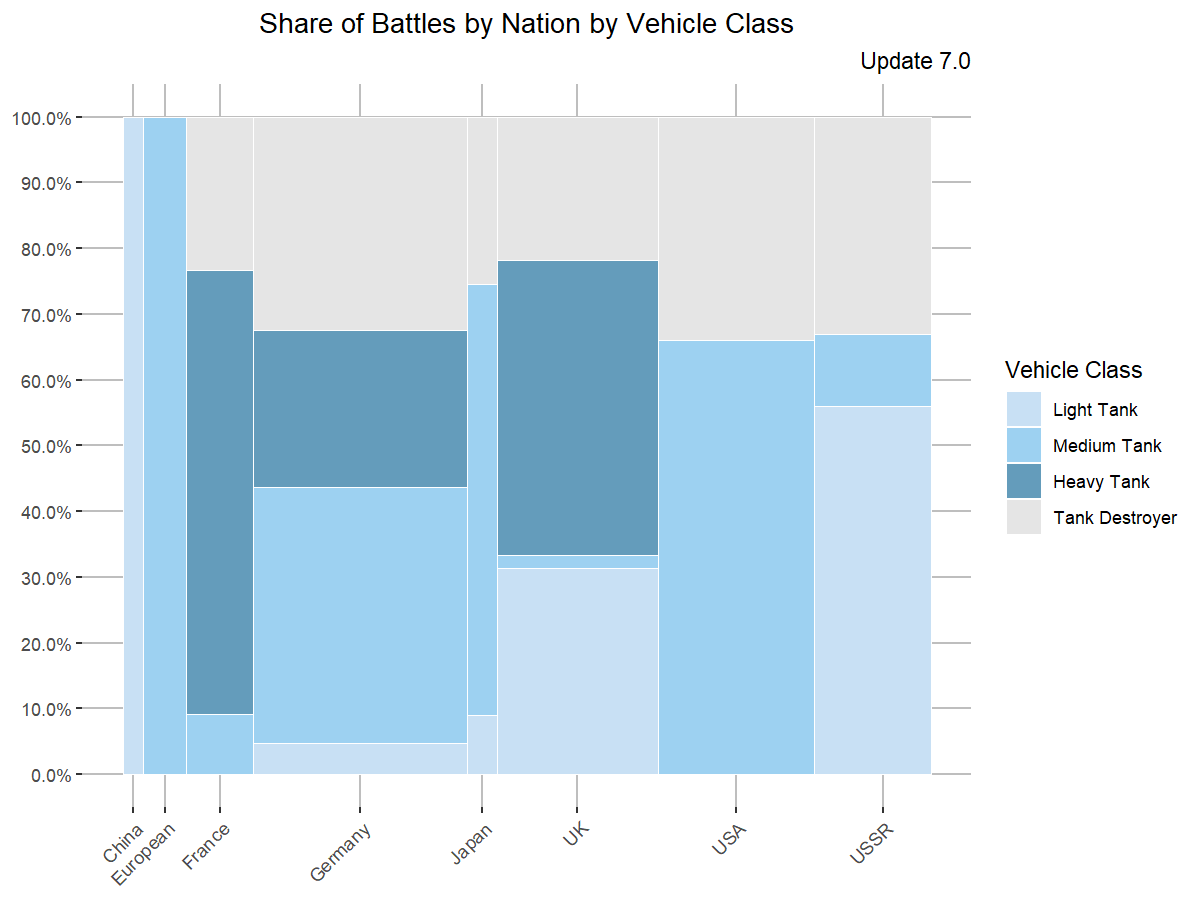 Share of Battles by Nation by Vehicle Class
Update 7.0
100.0%
90.0%
80.0%
70.0%
60.0%
50.0%
40.0%
30.0%
20.0%
10.0%
0.0%
China
European
France
Germany
Japan
UK
USA
USSR
Vehicle Class
Light Tank
Medium Tank
Heavy Tank
Tank Destroyer